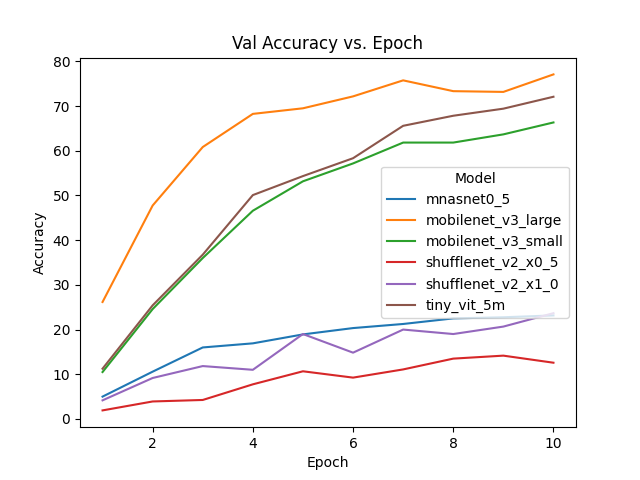 Val Accuracy vs. Epoch
80
70
60
50
40
30
20
10
0
Accuracy
Model
mnasnet0_5
mobilenet_v3_large
mobilenet_v3_small
shufflenet_v2_x0_5
shufflenet_v2_x1_0
tiny_vit_5m
2 4 6 8 10
Epoch